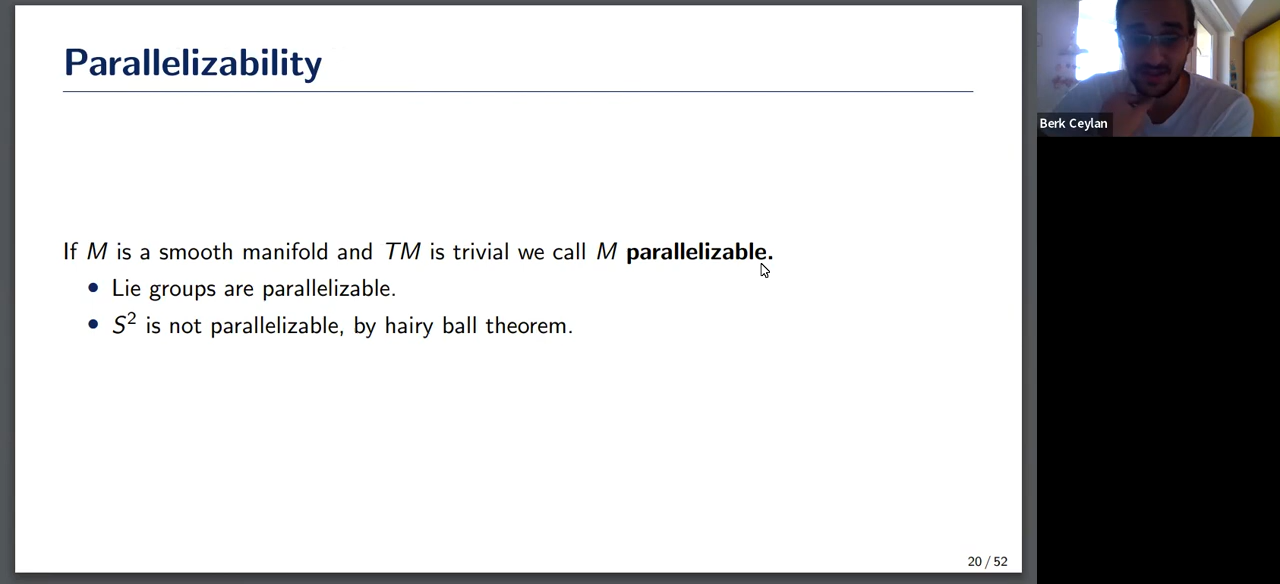 Parallelizability
Berk Ceylan
If M is a smooth manifold and TM is trivial we call M parallelizable.
• Lie groups are parallelizable.
• S² is not parallelizable, by hairy ball theorem.
20 / 52